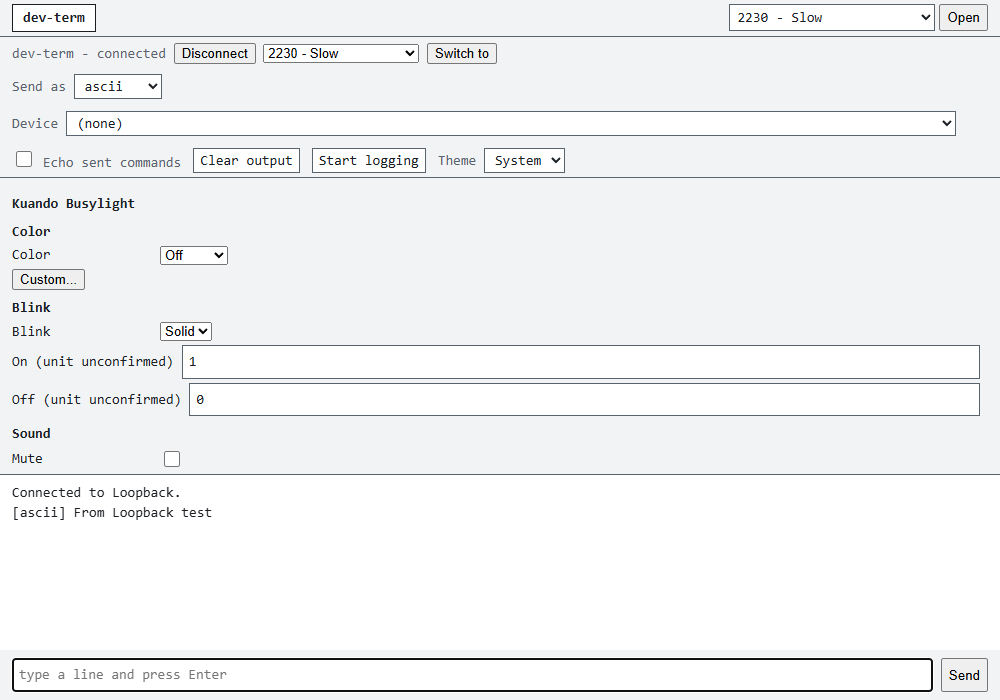 dev-term 2230 - Slow Open
dev-term - connected Disconnect 2230 - Slow Switch to
Send as ascii
Device (none)
Echo sent commands Clear output Start logging Theme System
Kuando Busylight
Color
Color Off
Custom...
Blink
Blink Solid
On (unit unconfirmed) 1
Off (unit unconfirmed) 0
Sound
Mute
Connected to Loopback.
[ascii] From Loopback test
type a line and press Enter Send